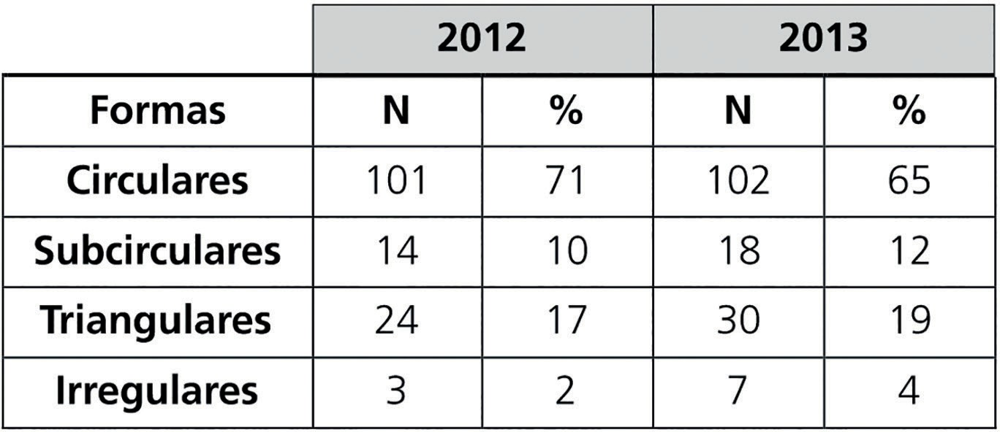 2012 2013
Formas N % N %
Circulares 101 71 102 65
Subcirculares 14 10 18 12
Triangulares 24 17 30 19
Irregulares 3 2 7 4